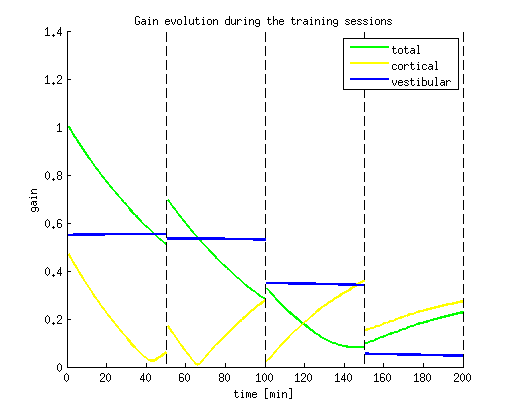 Gain evolution during the training sessions
1.4
1.2
1
0.8
0.6
0.4
0.2
0
gain
total
cortical
vestibular
0 20 40 60 80 100 120 140 160 180 200
time [min]